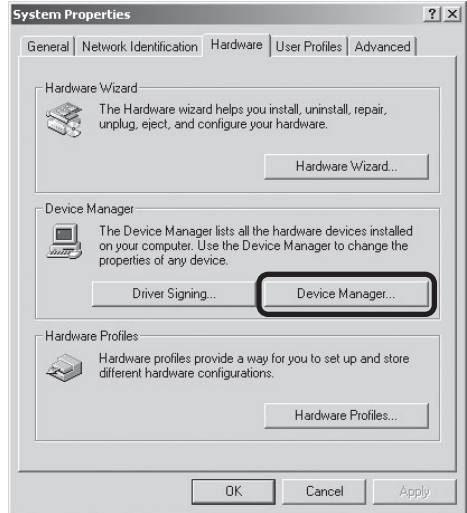 System Properties
General Network Identification Hardware User Profiles Advanced
Hardware Wizard
The Hardware wizard helps you install, uninstall, repair,
unplug, eject, and configure your hardware.
Hardware Wizard...
Device Manager
The Device Manager lists all the hardware devices installed
on your computer. Use the Device Manager to change the
properties of any device.
Driver Signing... Device Manager...
Hardware Profiles
Hardware profiles provide a way for you to set up and store
different hardware configurations.
Hardware Profiles...
OK Cancel Apply